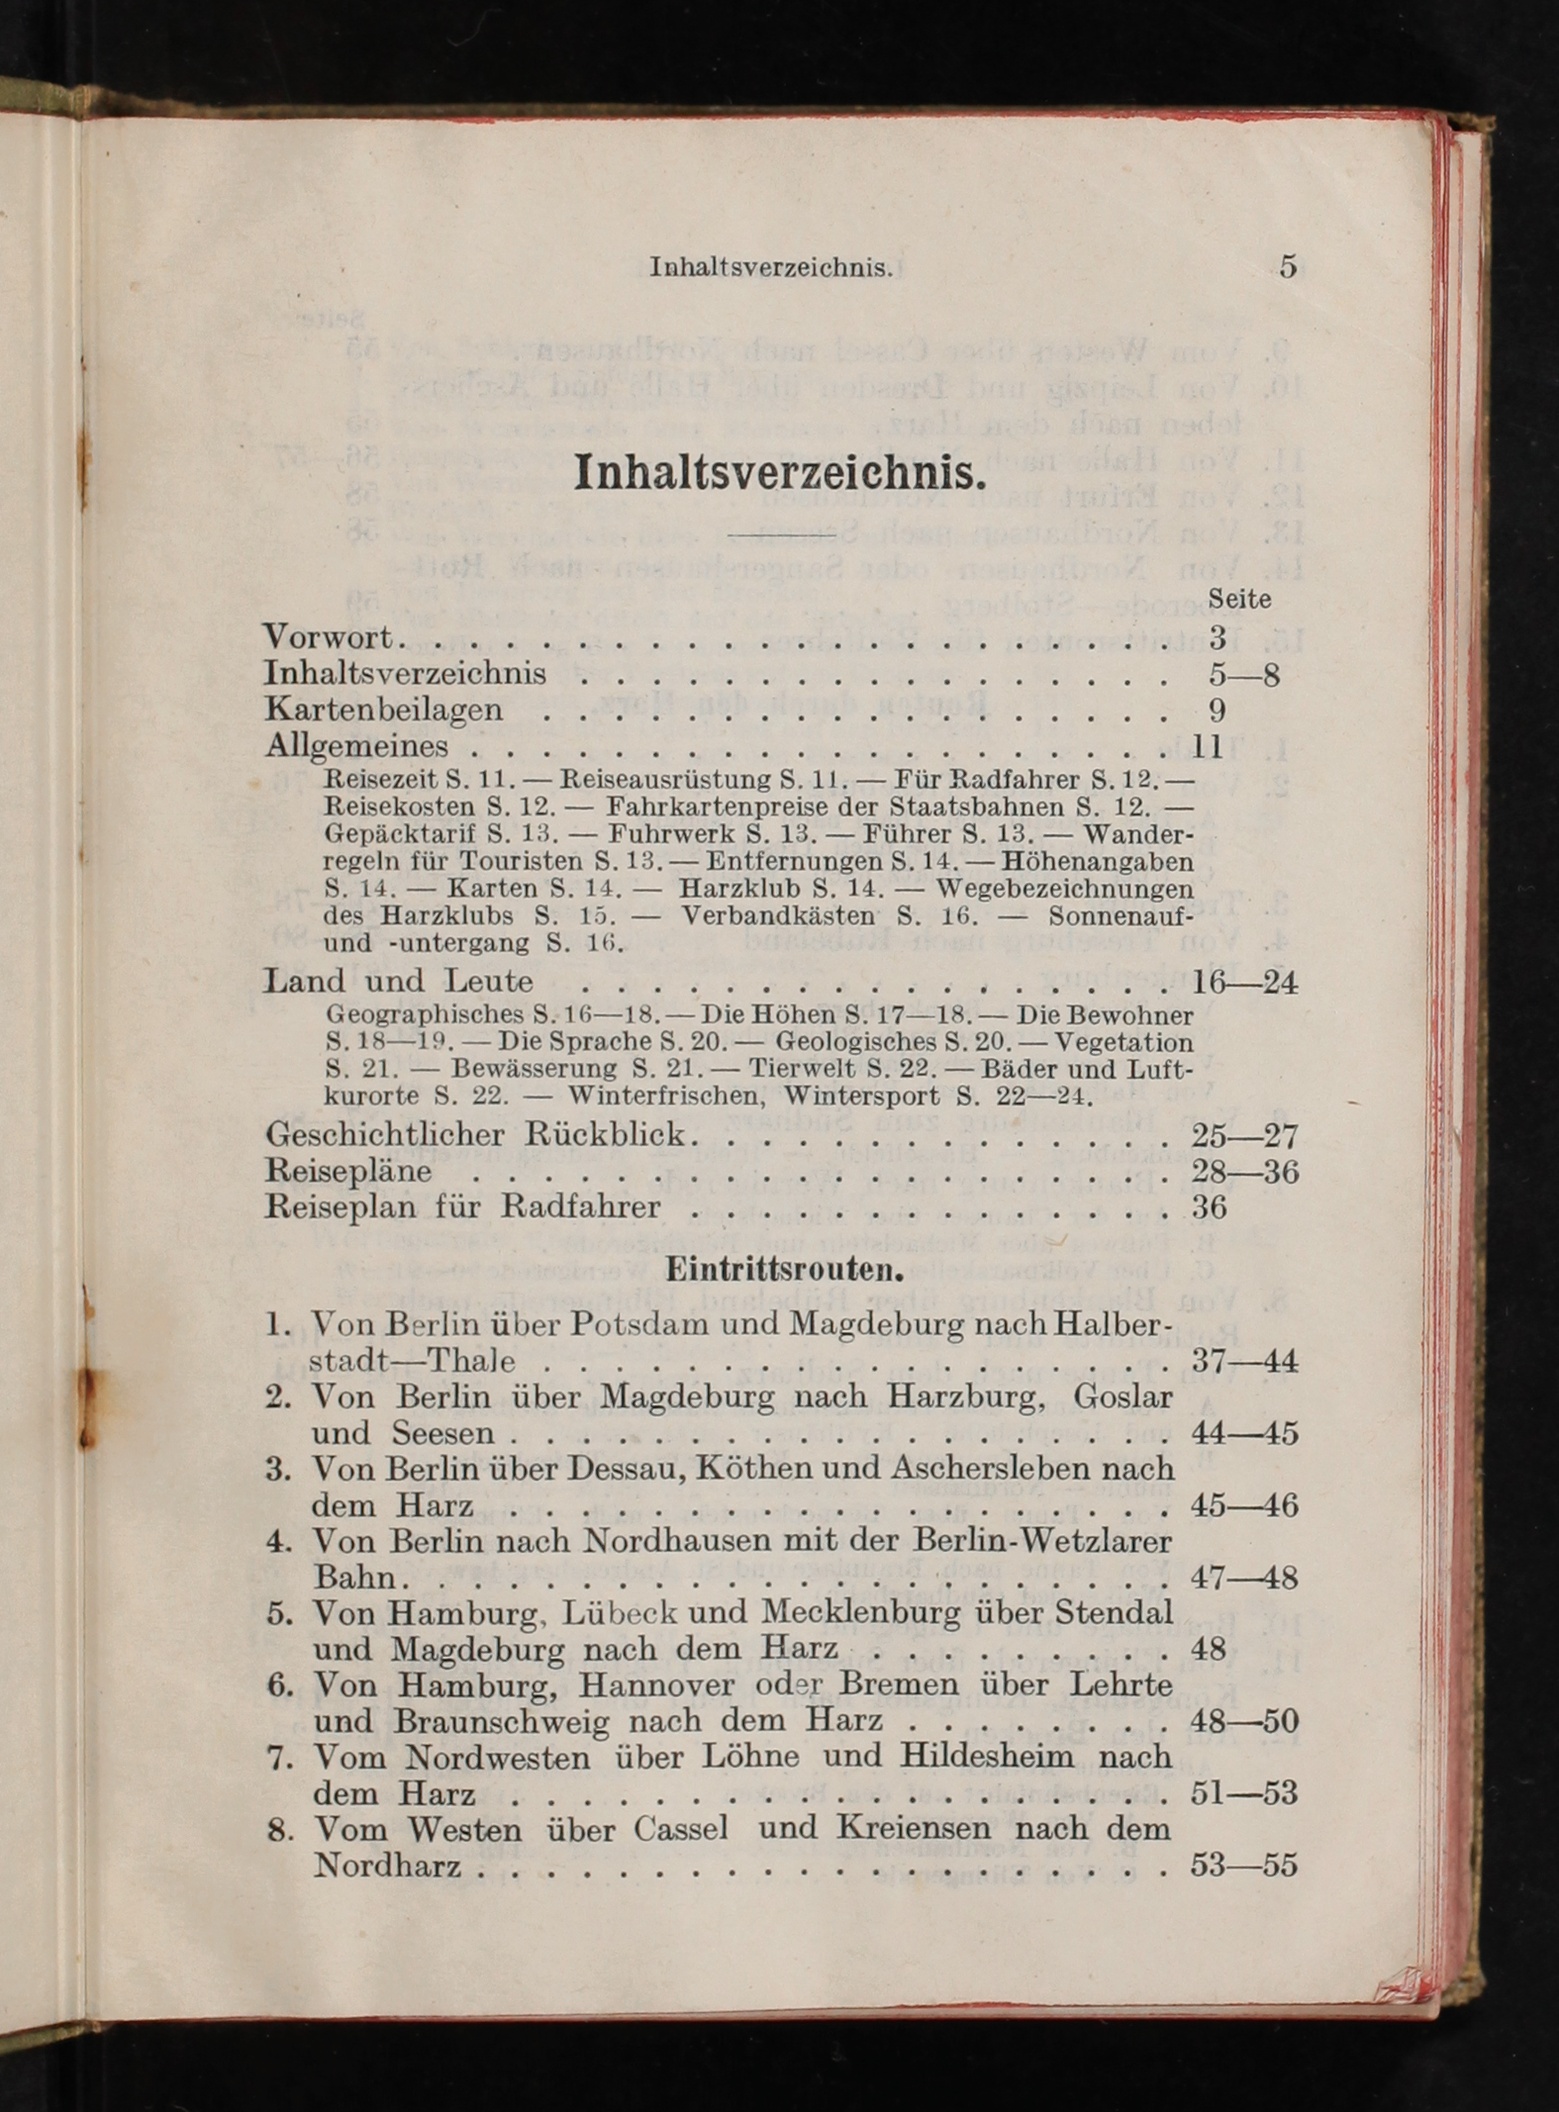 Inhaltsverzeichnis. 5
Inhaltsverzeichnis.
Seite
Vorwort. . . . . . . . . . . . . . . . . . . . . . 3
Inhaltsverzeichnis . . . . . . . . . . . . . . . . . 5—8
Kartenbeilagen . . . . . . . . . . . . . . . . . . 9
Allgemeines . . . . . . . . . . . . . . . . . . . . 11
Reisezeit S. 11. — Reiseausrüstung S. 11. — Für Radfahrer S. 12. —
Reisekosten S. 12. — Fahrkartenpreise der Staatsbahnen S. 12. —
Gepäcktarif S. 13. — Fuhrwerk S. 13. — Führer S. 13. — Wander-
regeln für Touristen S. 13. — Entfernungen S. 14. — Höhenangaben
S. 14. — Karten S. 14. — Harzklub S. 14. — Wegebezeichnungen
des Harzklubs S. 15. — Verbandkästen S. 16. — Sonnenauf-
und -untergang S. 16.
Land und Leute . . . . . . . . . . . . . . . . . 16—24
Geographisches S. 16—18. — Die Höhen S. 17—18. — Die Bewohner
S. 18—19. — Die Sprache S. 20. — Geologisches S. 20. — Vegetation
S. 21. — Bewässerung S. 21. — Tierwelt S. 22. — Bäder und Luft-
kurorte S. 22. — Winterfrischen, Wintersport S. 22—24.
Geschichtlicher Rückblick. . . . . . . . . . . . . . 25—27
Reisepläne . . . . . . . . . . . . . . . . . . . . 28—36
Reiseplan für Radfahrer . . . . . . . . . . . . . . 36
Eintrittsrouten.
1. Von Berlin über Potsdam und Magdeburg nach Halber-
stadt—Thale . . . . . . . . . . . . . . . . . . 37—44
2. Von Berlin über Magdeburg nach Harzburg, Goslar
und Seesen . . . . . . . . . . . . . . . . . . . 44—45
3. Von Berlin über Dessau, Köthen und Aschersleben nach
dem Harz . . . . . . . . . . . . . . . . . . . 45—46
4. Von Berlin nach Nordhausen mit der Berlin-Wetzlarer
Bahn. . . . . . . . . . . . . . . . . . . . . . 47—48
5. Von Hamburg, Lübeck und Mecklenburg über Stendal
und Magdeburg nach dem Harz . . . . . . . . . 48
6. Von Hamburg, Hannover oder Bremen über Lehrte
und Braunschweig nach dem Harz . . . . . . . . 48—50
7. Vom Nordwesten über Löhne und Hildesheim nach
dem Harz . . . . . . . . . . . . . . . . . . . 51—53
8. Vom Westen über Cassel und Kreiensen nach dem
Nordharz . . . . . . . . . . . . . . . . . . . . 53—55